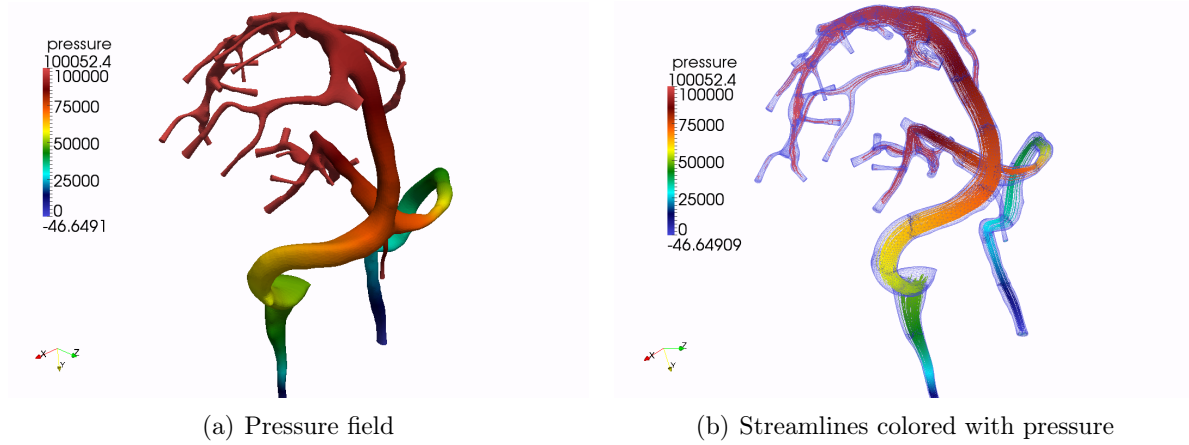 pressure
100052.4
100000
75000
50000
25000
0
-46.6491
X
Z
Y
(a) Pressure field
pressure
100052.4
100000
75000
50000
25000
0
-46.64909
X
Z
Y
(b) Streamlines colored with pressure